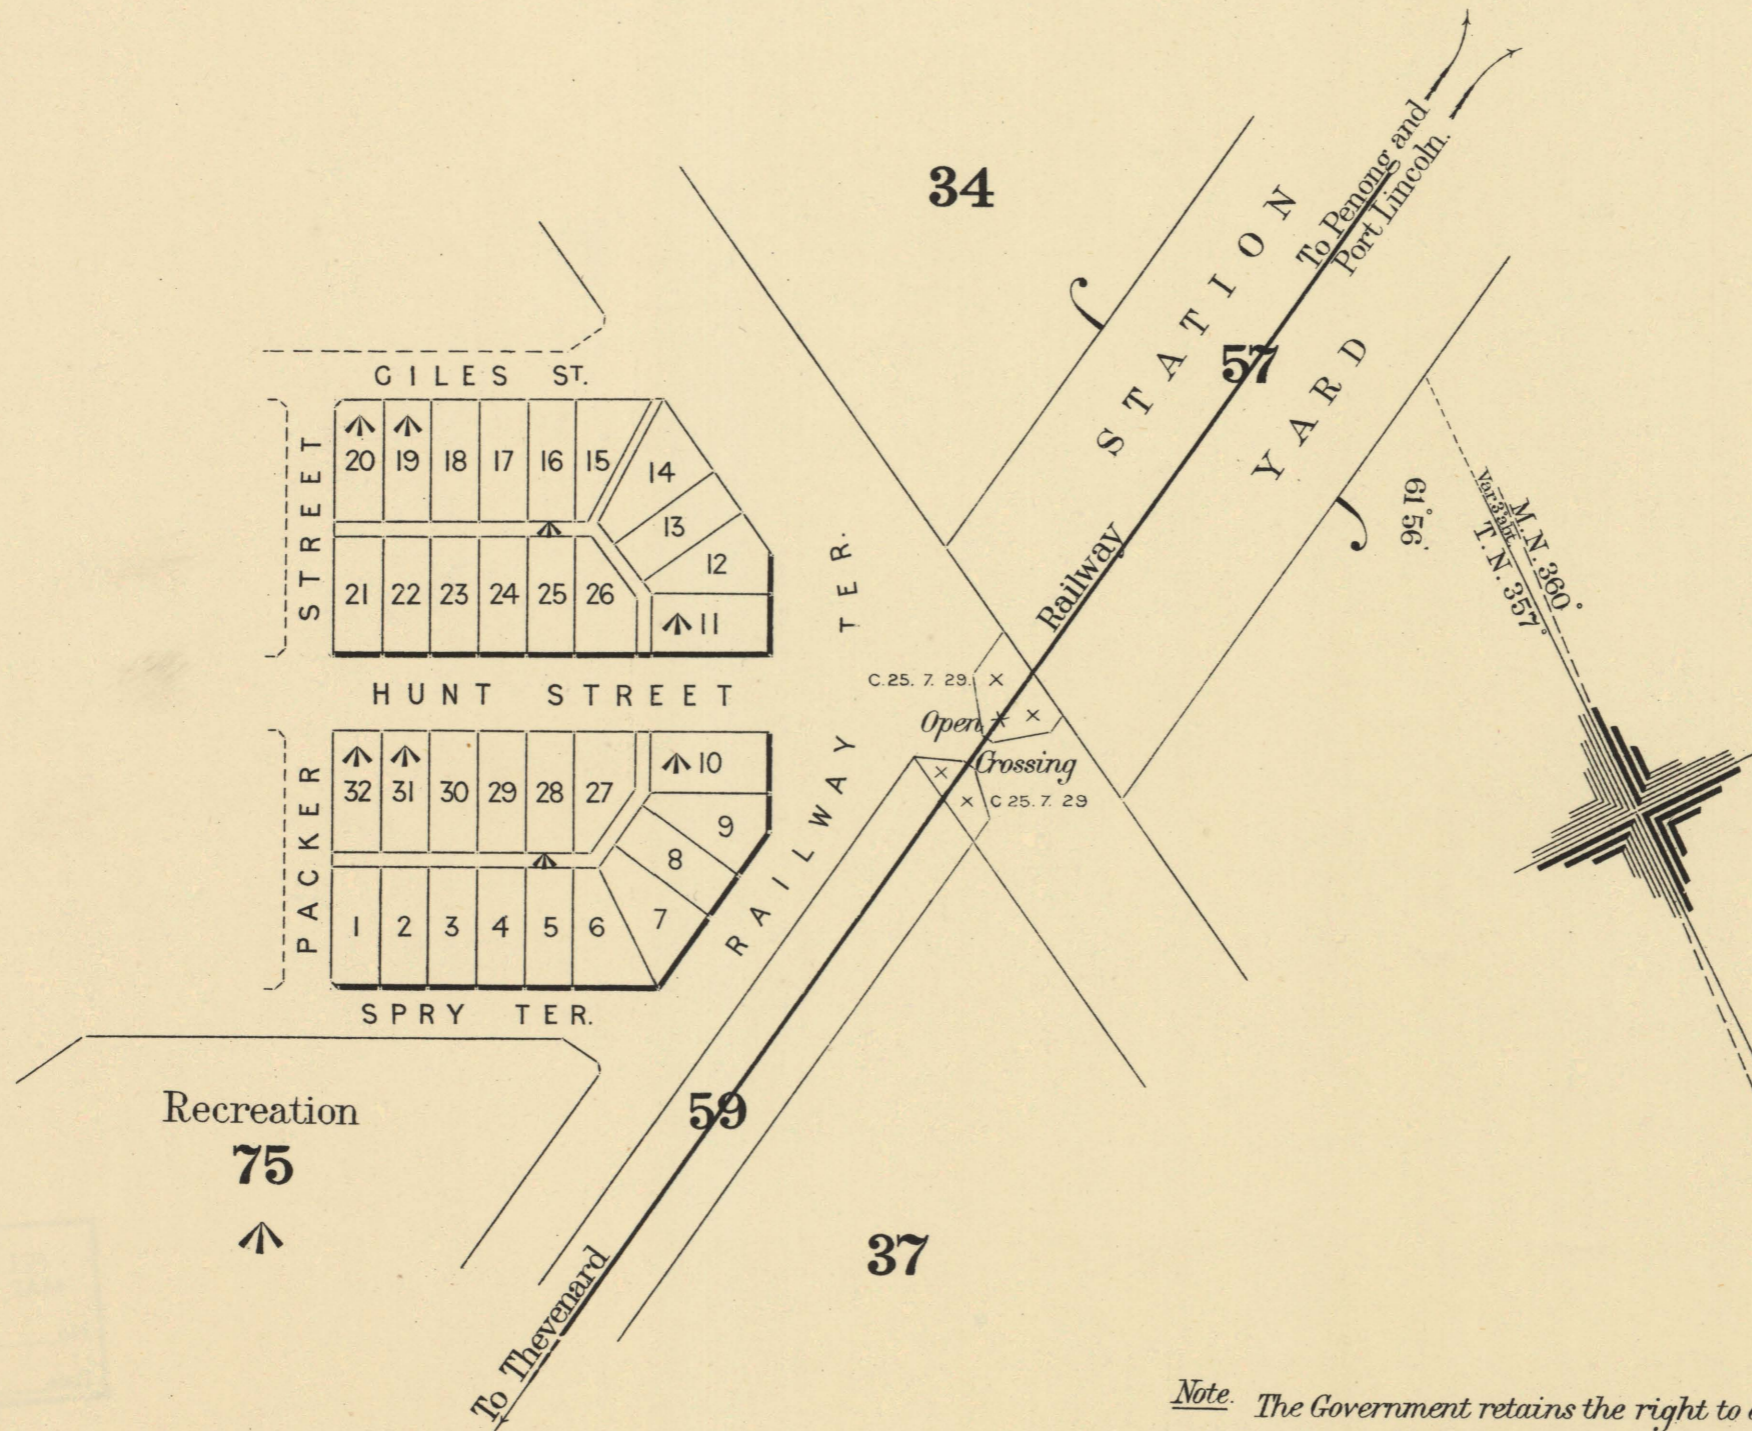 34
To Penong and
Port Lincoln.
STATION
57
YARD
GILES ST.
STREET
20 19 18 17 16 15 14
13
12
21 22 23 24 25 26
11
TER.
61° 56'
Var 3° abt
M.N. 360°
T.N. 357°
Railway
HUNT STREET
C. 25. 7. 29.
Open
Crossing
C 25. 7. 29
PACKER
32 31 30 29 28 27
10
9
8
1 2 3 4 5 6 7
RAILWAY
SPRY TER.
Recreation
75
59
37
To Thevenard
Note. The Government retains the right to